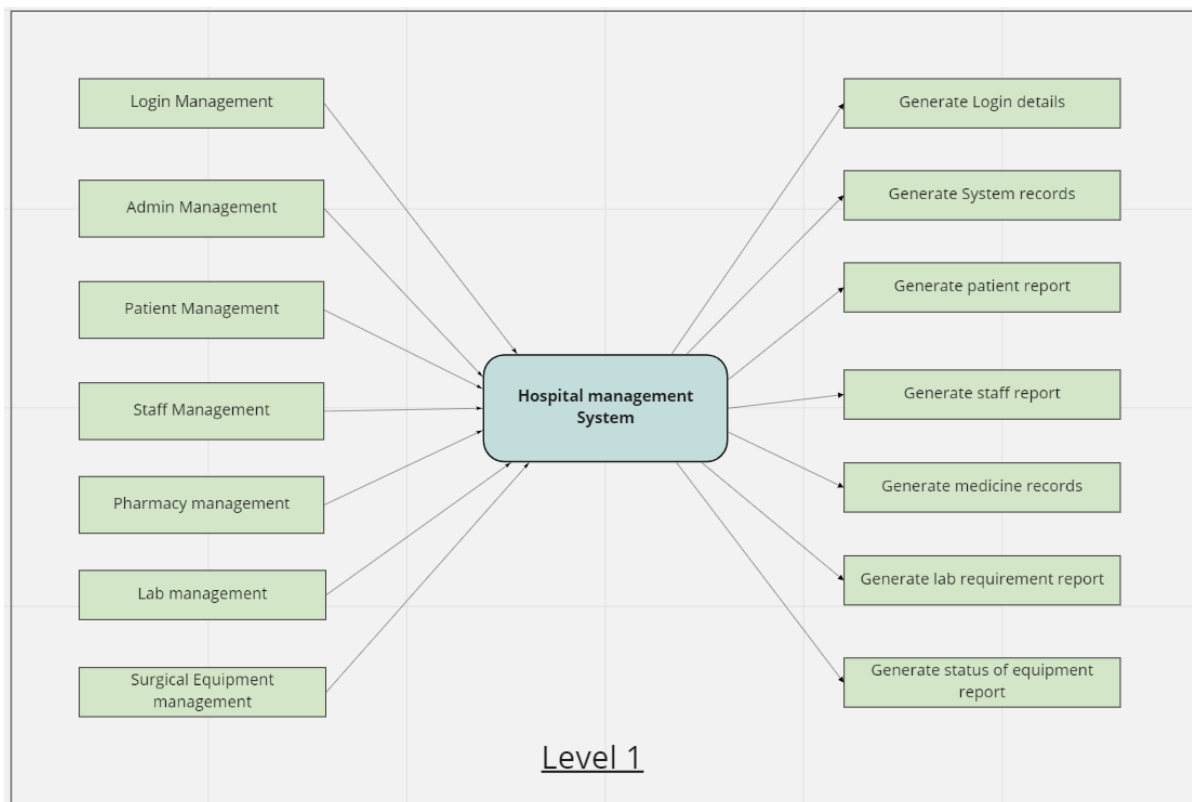 Login Management
Admin Management
Patient Management
Staff Management
Pharmacy management
Lab management
Surgical Equipment
management
Hospital management
System
Generate Login details
Generate System records
Generate patient report
Generate staff report
Generate medicine records
Generate lab requirement report
Generate status of equipment
report
Level 1